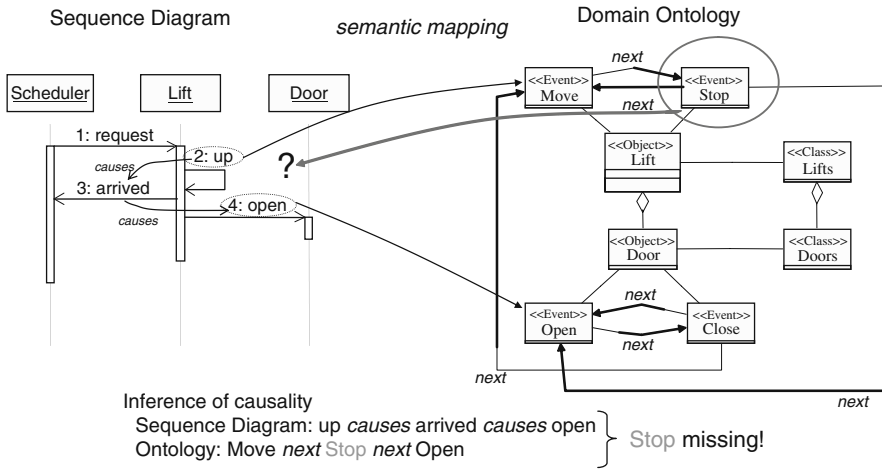 Sequence Diagram
semantic mapping
Domain Ontology
Scheduler
Lift
Door
1: request
causes
2: up
3: arrived
causes
4: open
?
<<Event>>
Move
next
<<Event>>
Stop
next
<<Object>>
Lift
<<Class>>
Lifts
<<Object>>
Door
<<Class>>
Doors
<<Event>>
Open
next
next
<<Event>>
Close
next
next
Inference of causality
Sequence Diagram: up causes arrived causes open
Ontology: Move next Stop next Open
Stop missing!